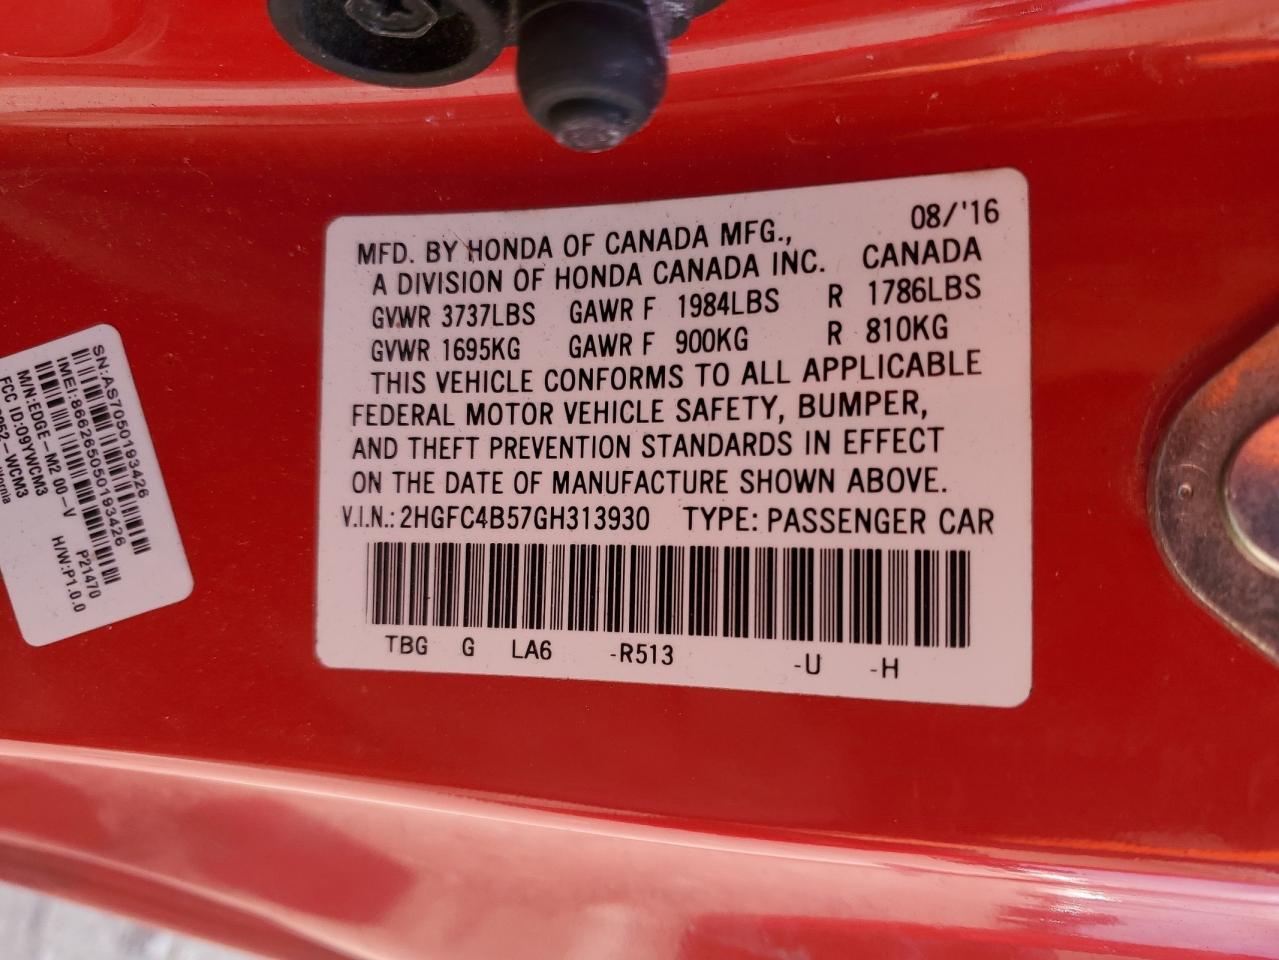 08/'16
MFD. BY HONDA OF CANADA MFG.,
A DIVISION OF HONDA CANADA INC. CANADA
GVWR 3737LBS GAWR F 1984LBS R 1786LBS
GVWR 1695KG GAWR F 900KG R 810KG
THIS VEHICLE CONFORMS TO ALL APPLICABLE
FEDERAL MOTOR VEHICLE SAFETY, BUMPER,
AND THEFT PREVENTION STANDARDS IN EFFECT
ON THE DATE OF MANUFACTURE SHOWN ABOVE.
V.I.N.: 2HGFC4B57GH313930 TYPE: PASSENGER CAR
TBG G LA6 -R513 -U -H
SN:AS7050193426
IMEI:866265050193426
M/N:EDGE-M2 00-V P21470
FCC ID:O9YWCM3 H/W:P1.0.0
-WCM3